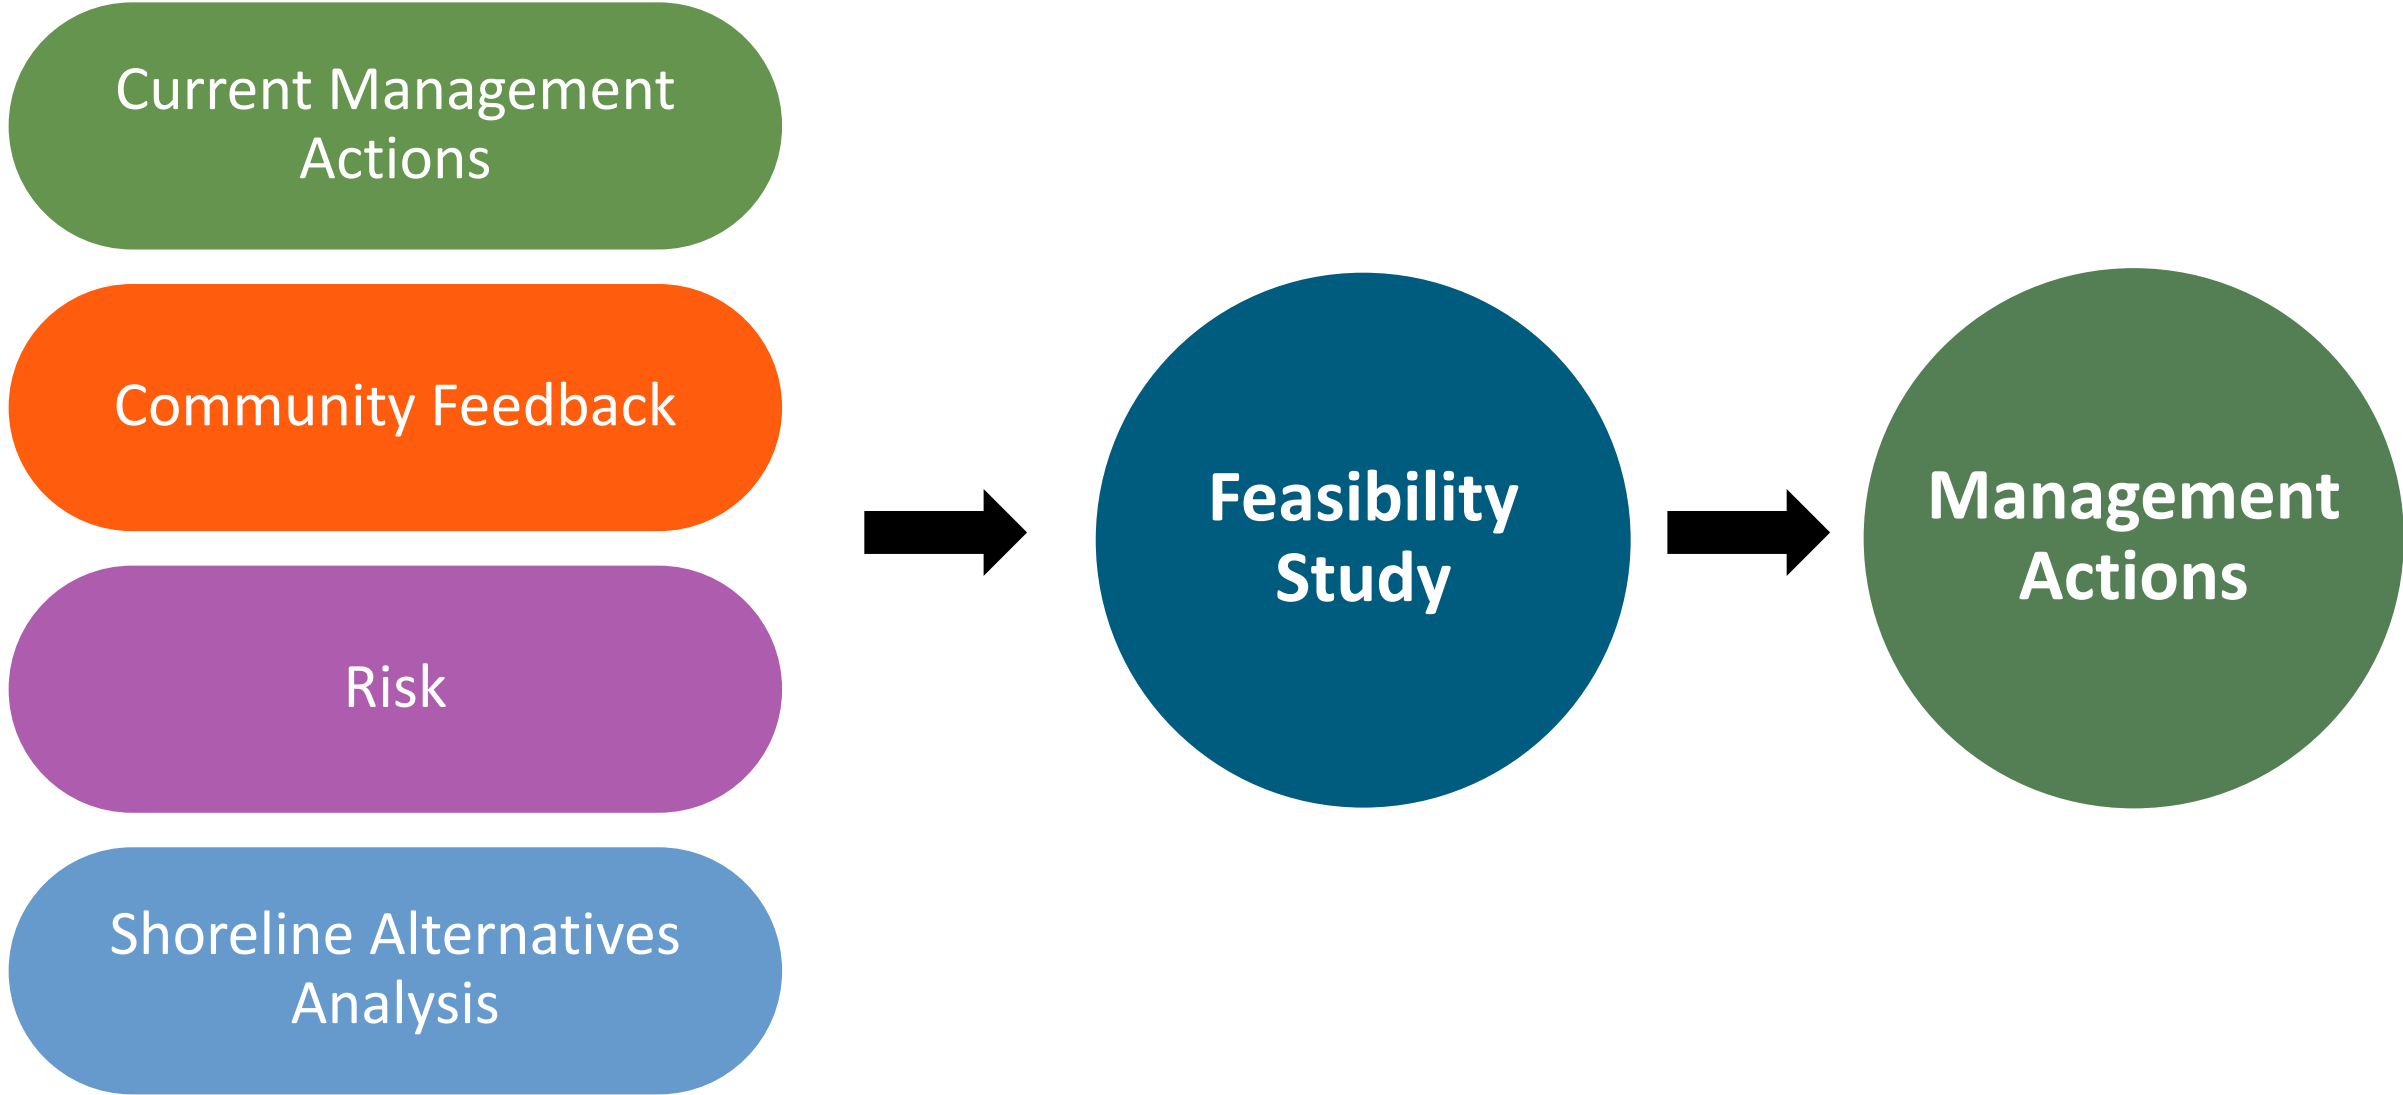 Current Management
Actions
Community Feedback
Risk
Shoreline Alternatives
Analysis
Feasibility
Study
Management
Actions